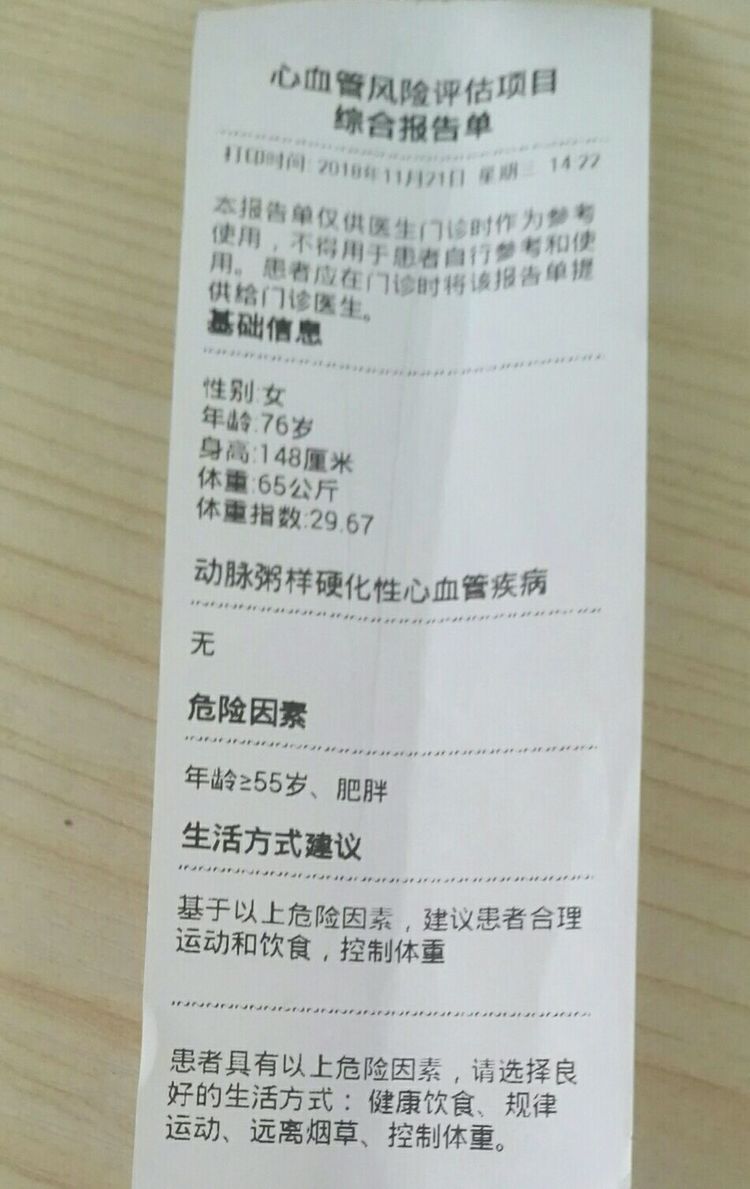 心血管风险评估项目
综合报告单
打印时间: 2018年11月21日 星期三 14:22
本报告单仅供医生门诊时作为参考
使用，不得用于患者自行参考和使
用。患者应在门诊时将该报告单提
供给门诊医生。
基础信息
性别:女
年龄:76岁
身高:148厘米
体重:65公斤
体重指数:29.67
动脉粥样硬化性心血管疾病
无
危险因素
年龄≥55岁、肥胖
生活方式建议
基于以上危险因素，建议患者合理
运动和饮食，控制体重
患者具有以上危险因素，请选择良
好的生活方式：健康饮食、规律
运动、远离烟草、控制体重。